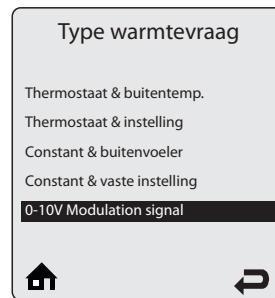 Type warmtevraag
Thermostaat & buitentemp.
Thermostaat & instelling
Constant & buitenvoeler
Constant & vaste instelling
0-10V Modulation signal